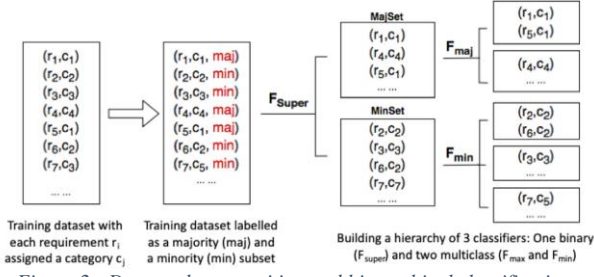 (r1,c1)
(r2,c2)
(r3,c3)
(r4,c4)
(r5,c1)
(r6,c2)
(r7,c3)
... ...
Training dataset with
each requirement ri
assigned a category cj
(r1,c1, maj)
(r2,c2, min)
(r3,c3, min)
(r4,c4, maj)
(r5,c1, maj)
(r6,c2, min)
(r7,c5, min)
... ...
Training dataset labelled
as a majority (maj) and
a minority (min) subset
FSuper
MajSet
(r1,c1)
(r4,c4)
(r5,c1)
... ...
MinSet
(r2,c2)
(r3,c3)
(r6,c2)
(r7,c7)
... ...
Fmaj
(r1,c1)
(r5,c1)
(r4,c4)
... ...
Fmin
(r2,c2)
(r6,c2)
(r3,c3)
... ...
(r7,c5)
... ...
Building a hierarchy of 3 classifiers: One binary
(Fsuper) and two multiclass (Fmax and Fmin)